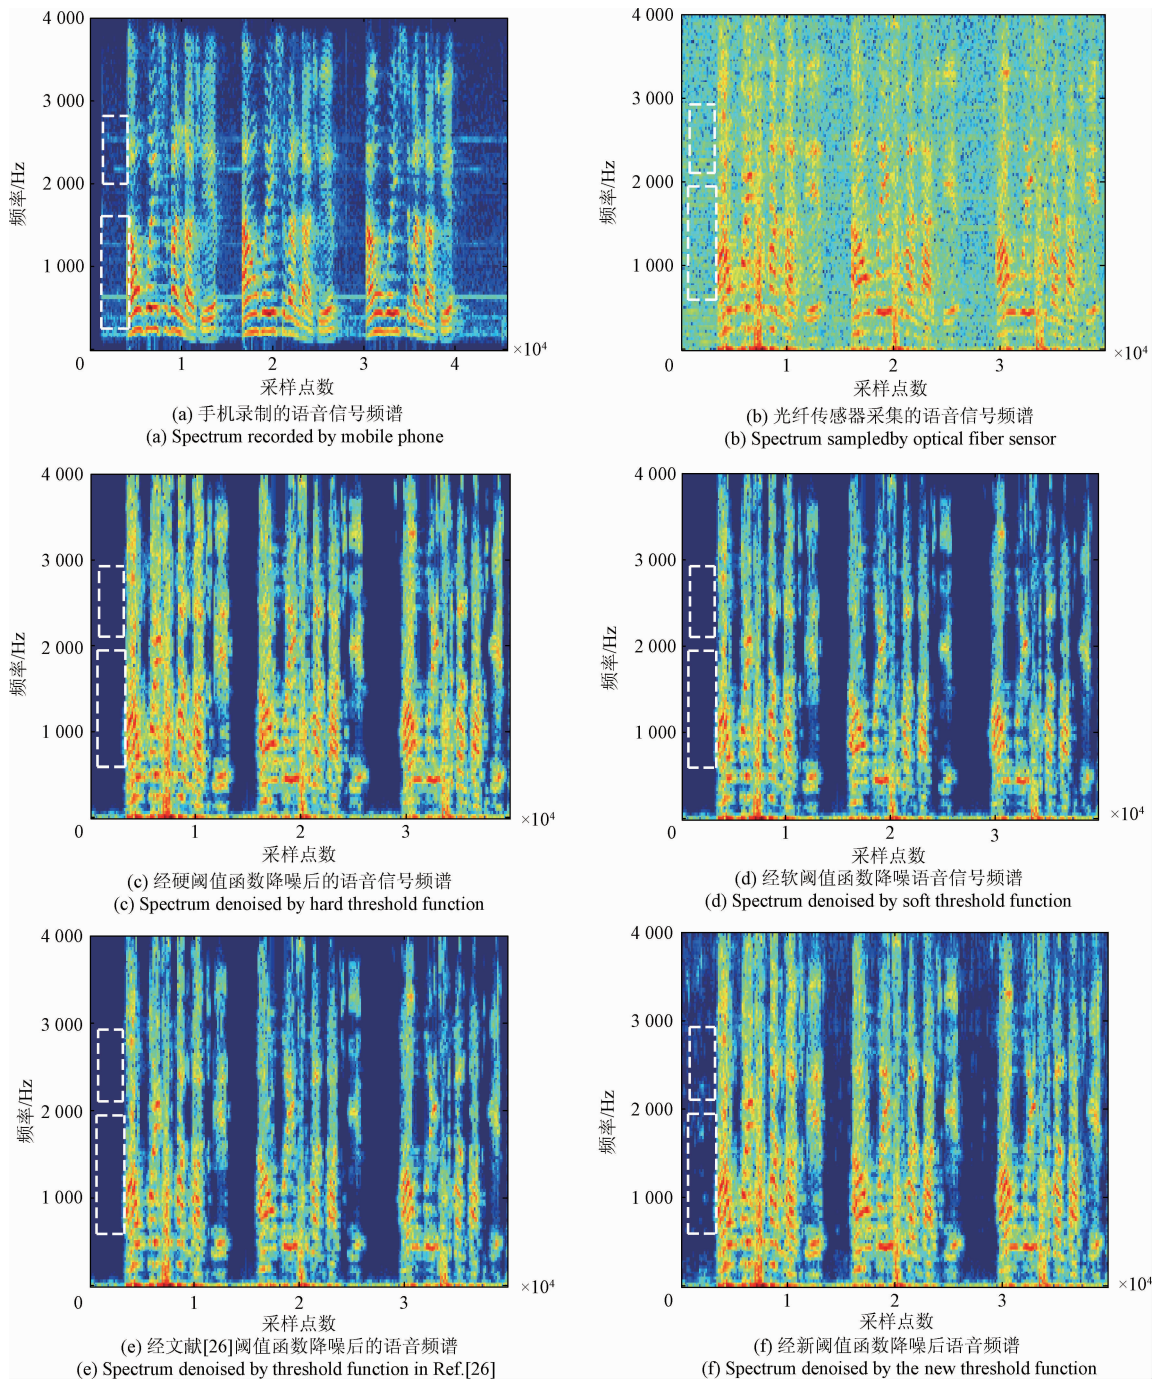 4 000
3 000
2 000
1 000
0
频率/Hz
1
2
3
4
×10⁴
采样点数
(a) 手机录制的语音信号频谱
(a) Spectrum recorded by mobile phone
4 000
3 000
2 000
1 000
0
频率/Hz
1
2
3
×10⁴
采样点数
(b) 光纤传感器采集的语音信号频谱
(b) Spectrum sampledby optical fiber sensor
4 000
3 000
2 000
1 000
0
频率/Hz
1
2
3
×10⁴
采样点数
(c) 经硬阈值函数降噪后的语音信号频谱
(c) Spectrum denoised by hard threshold function
4 000
3 000
2 000
1 000
0
频率/Hz
1
2
3
×10⁴
采样点数
(d) 经软阈值函数降噪语音信号频谱
(d) Spectrum denoised by soft threshold function
4 000
3 000
2 000
1 000
0
频率/Hz
1
2
3
×10⁴
采样点数
(e) 经文献[26]阈值函数降噪后的语音频谱
(e) Spectrum denoised by threshold function in Ref.[26]
4 000
3 000
2 000
1 000
0
频率/Hz
1
2
3
×10⁴
采样点数
(f) 经新阈值函数降噪后语音频谱
(f) Spectrum denoised by the new threshold function